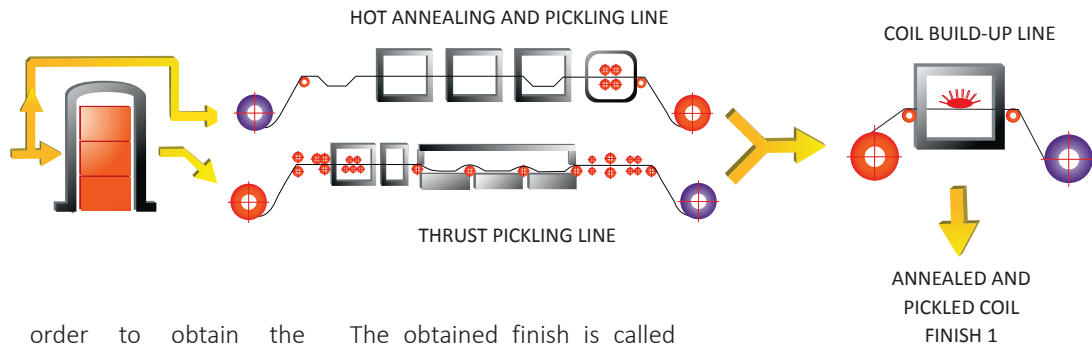 HOT ANNEALING AND PICKLING LINE
COIL BUILD-UP LINE
THRUST PICKLING LINE
ANNEALED AND
PICKLED COIL
FINISH 1
order to obtain the
The obtained finish is called